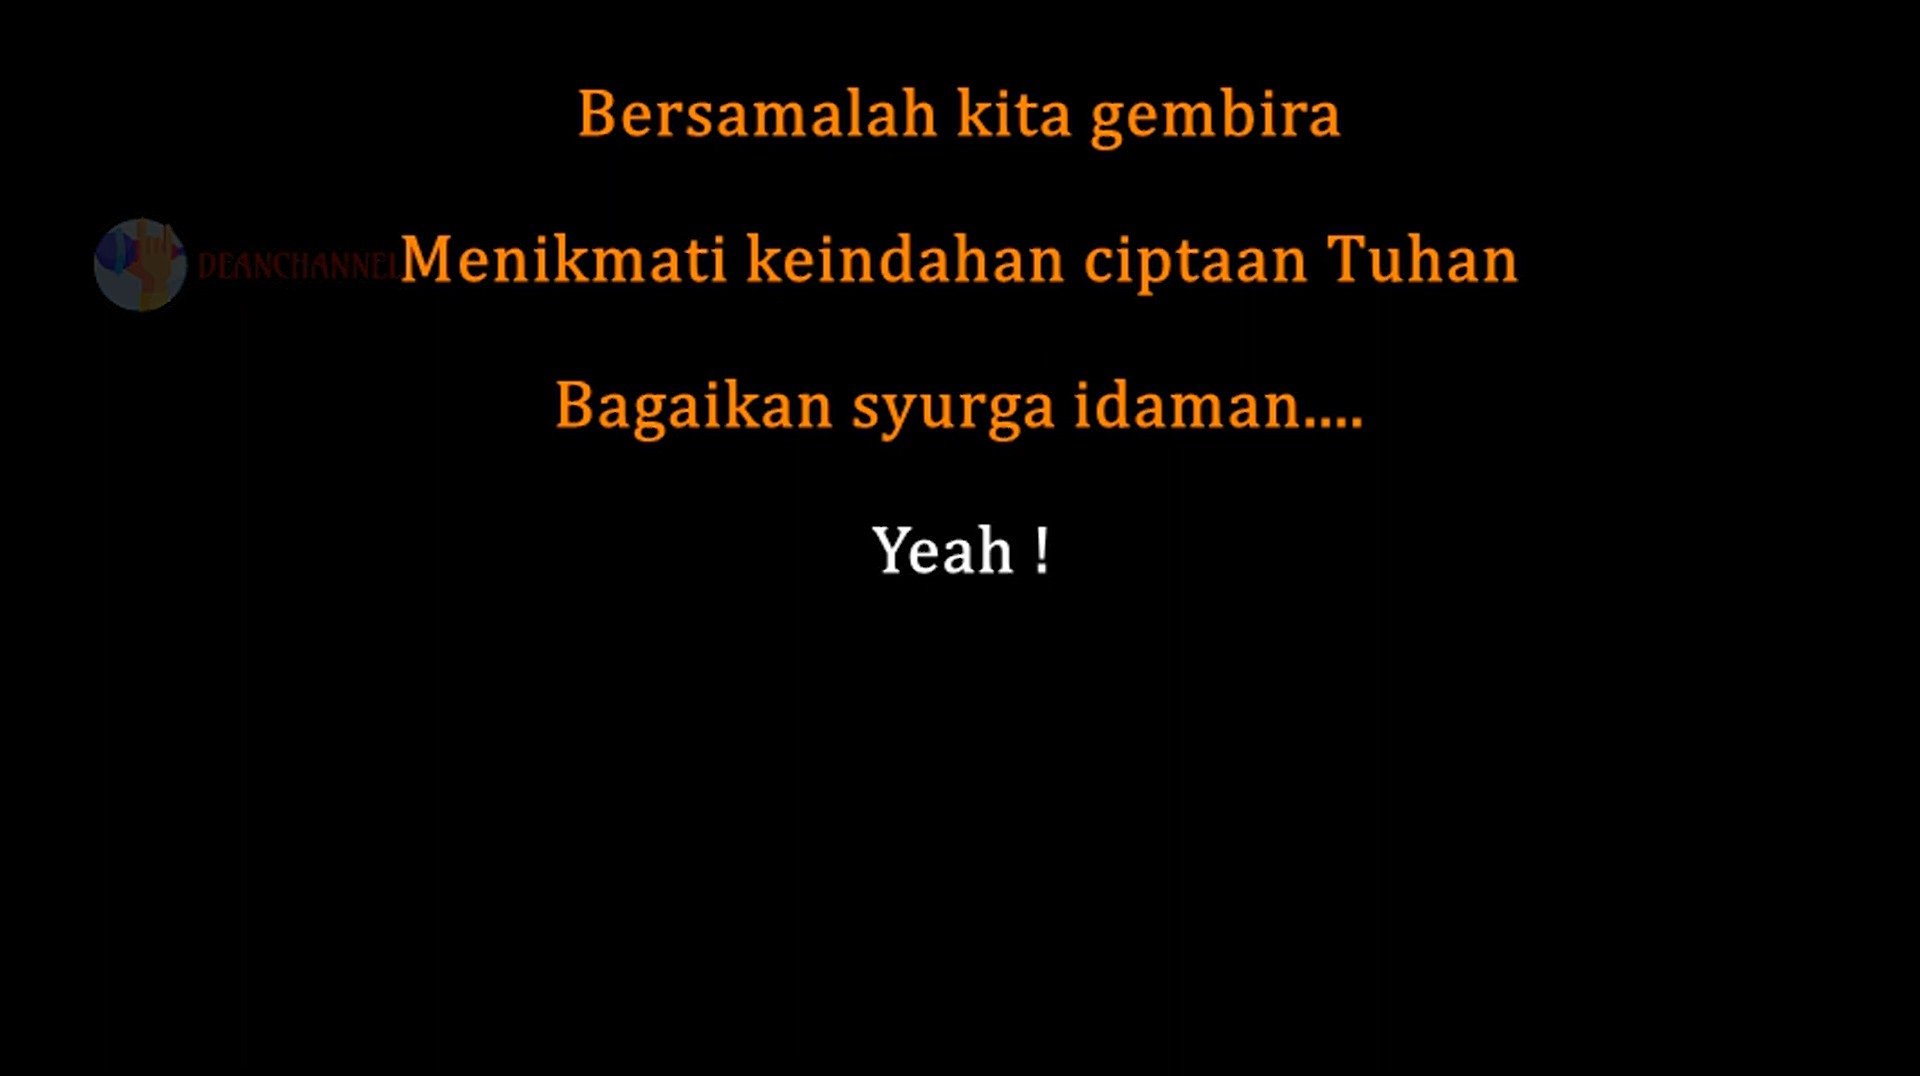 Bersamalah kita gembira
DEANCHANNEL
Menikmati keindahan ciptaan Tuhan
Bagaikan syurga idaman....
Yeah !